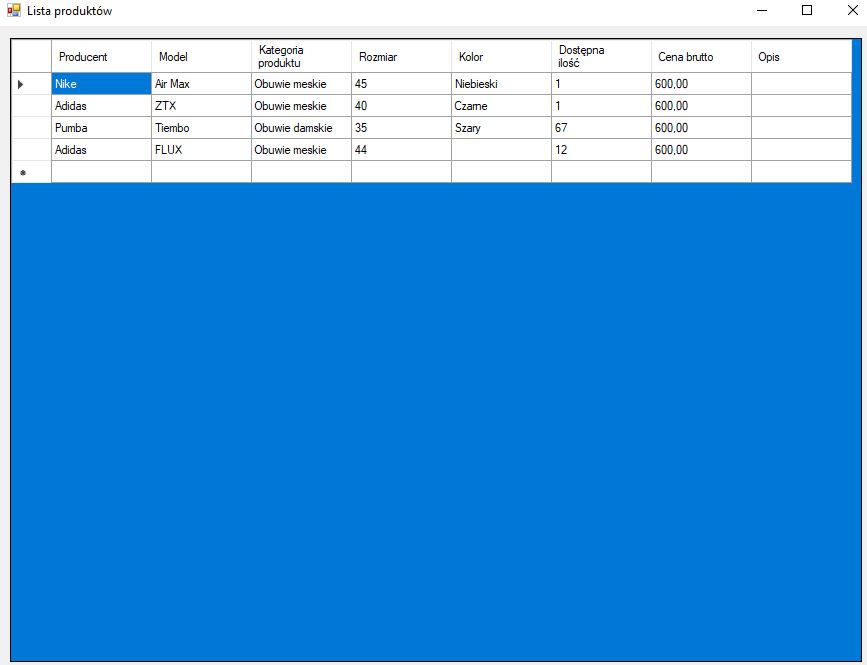 Lista produktów
Producent Model Kategoria produktu Rozmiar Kolor Dostępna ilość Cena brutto Opis
Nike Air Max Obuwie meskie 45 Niebieski 1 600,00
Adidas ZTX Obuwie meskie 40 Czarne 1 600,00
Pumba Tiembo Obuwie damskie 35 Szary 67 600,00
Adidas FLUX Obuwie meskie 44 12 600,00